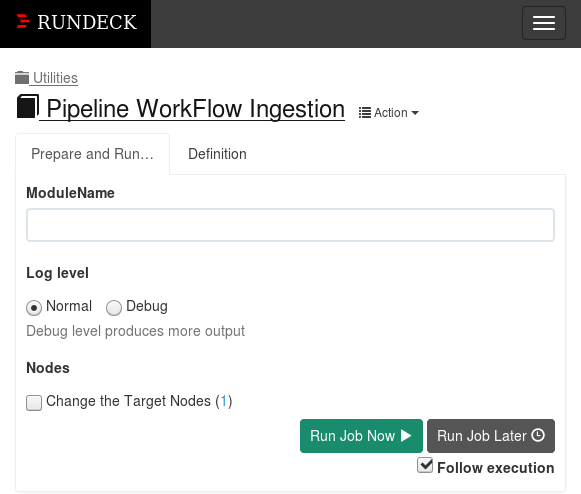 RUNDECK
Utilities
Pipeline WorkFlow Ingestion Action
Prepare and Run… Definition
ModuleName
Log level
Normal Debug
Debug level produces more output
Nodes
Change the Target Nodes (1)
Run Job Now Run Job Later
Follow execution